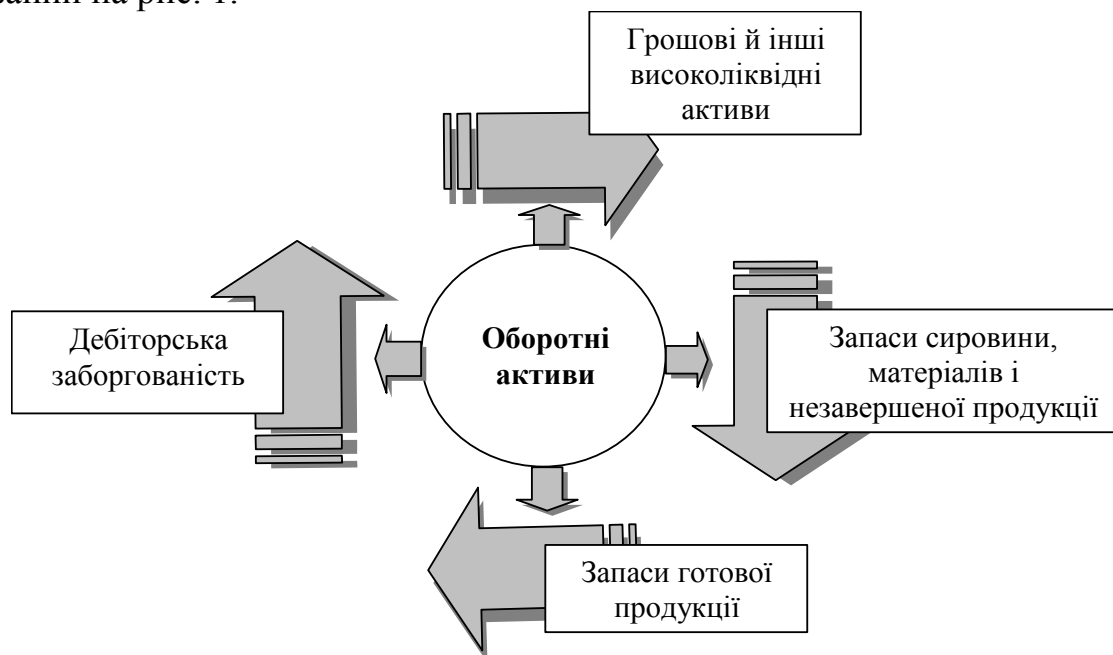 на рис. 1.
Грошові й інші
високоліквідні
активи
Дебіторська
заборгованість
Оборотні
активи
Запаси сировини,
матеріалів і
незавершеної продукції
Запаси готової
продукції